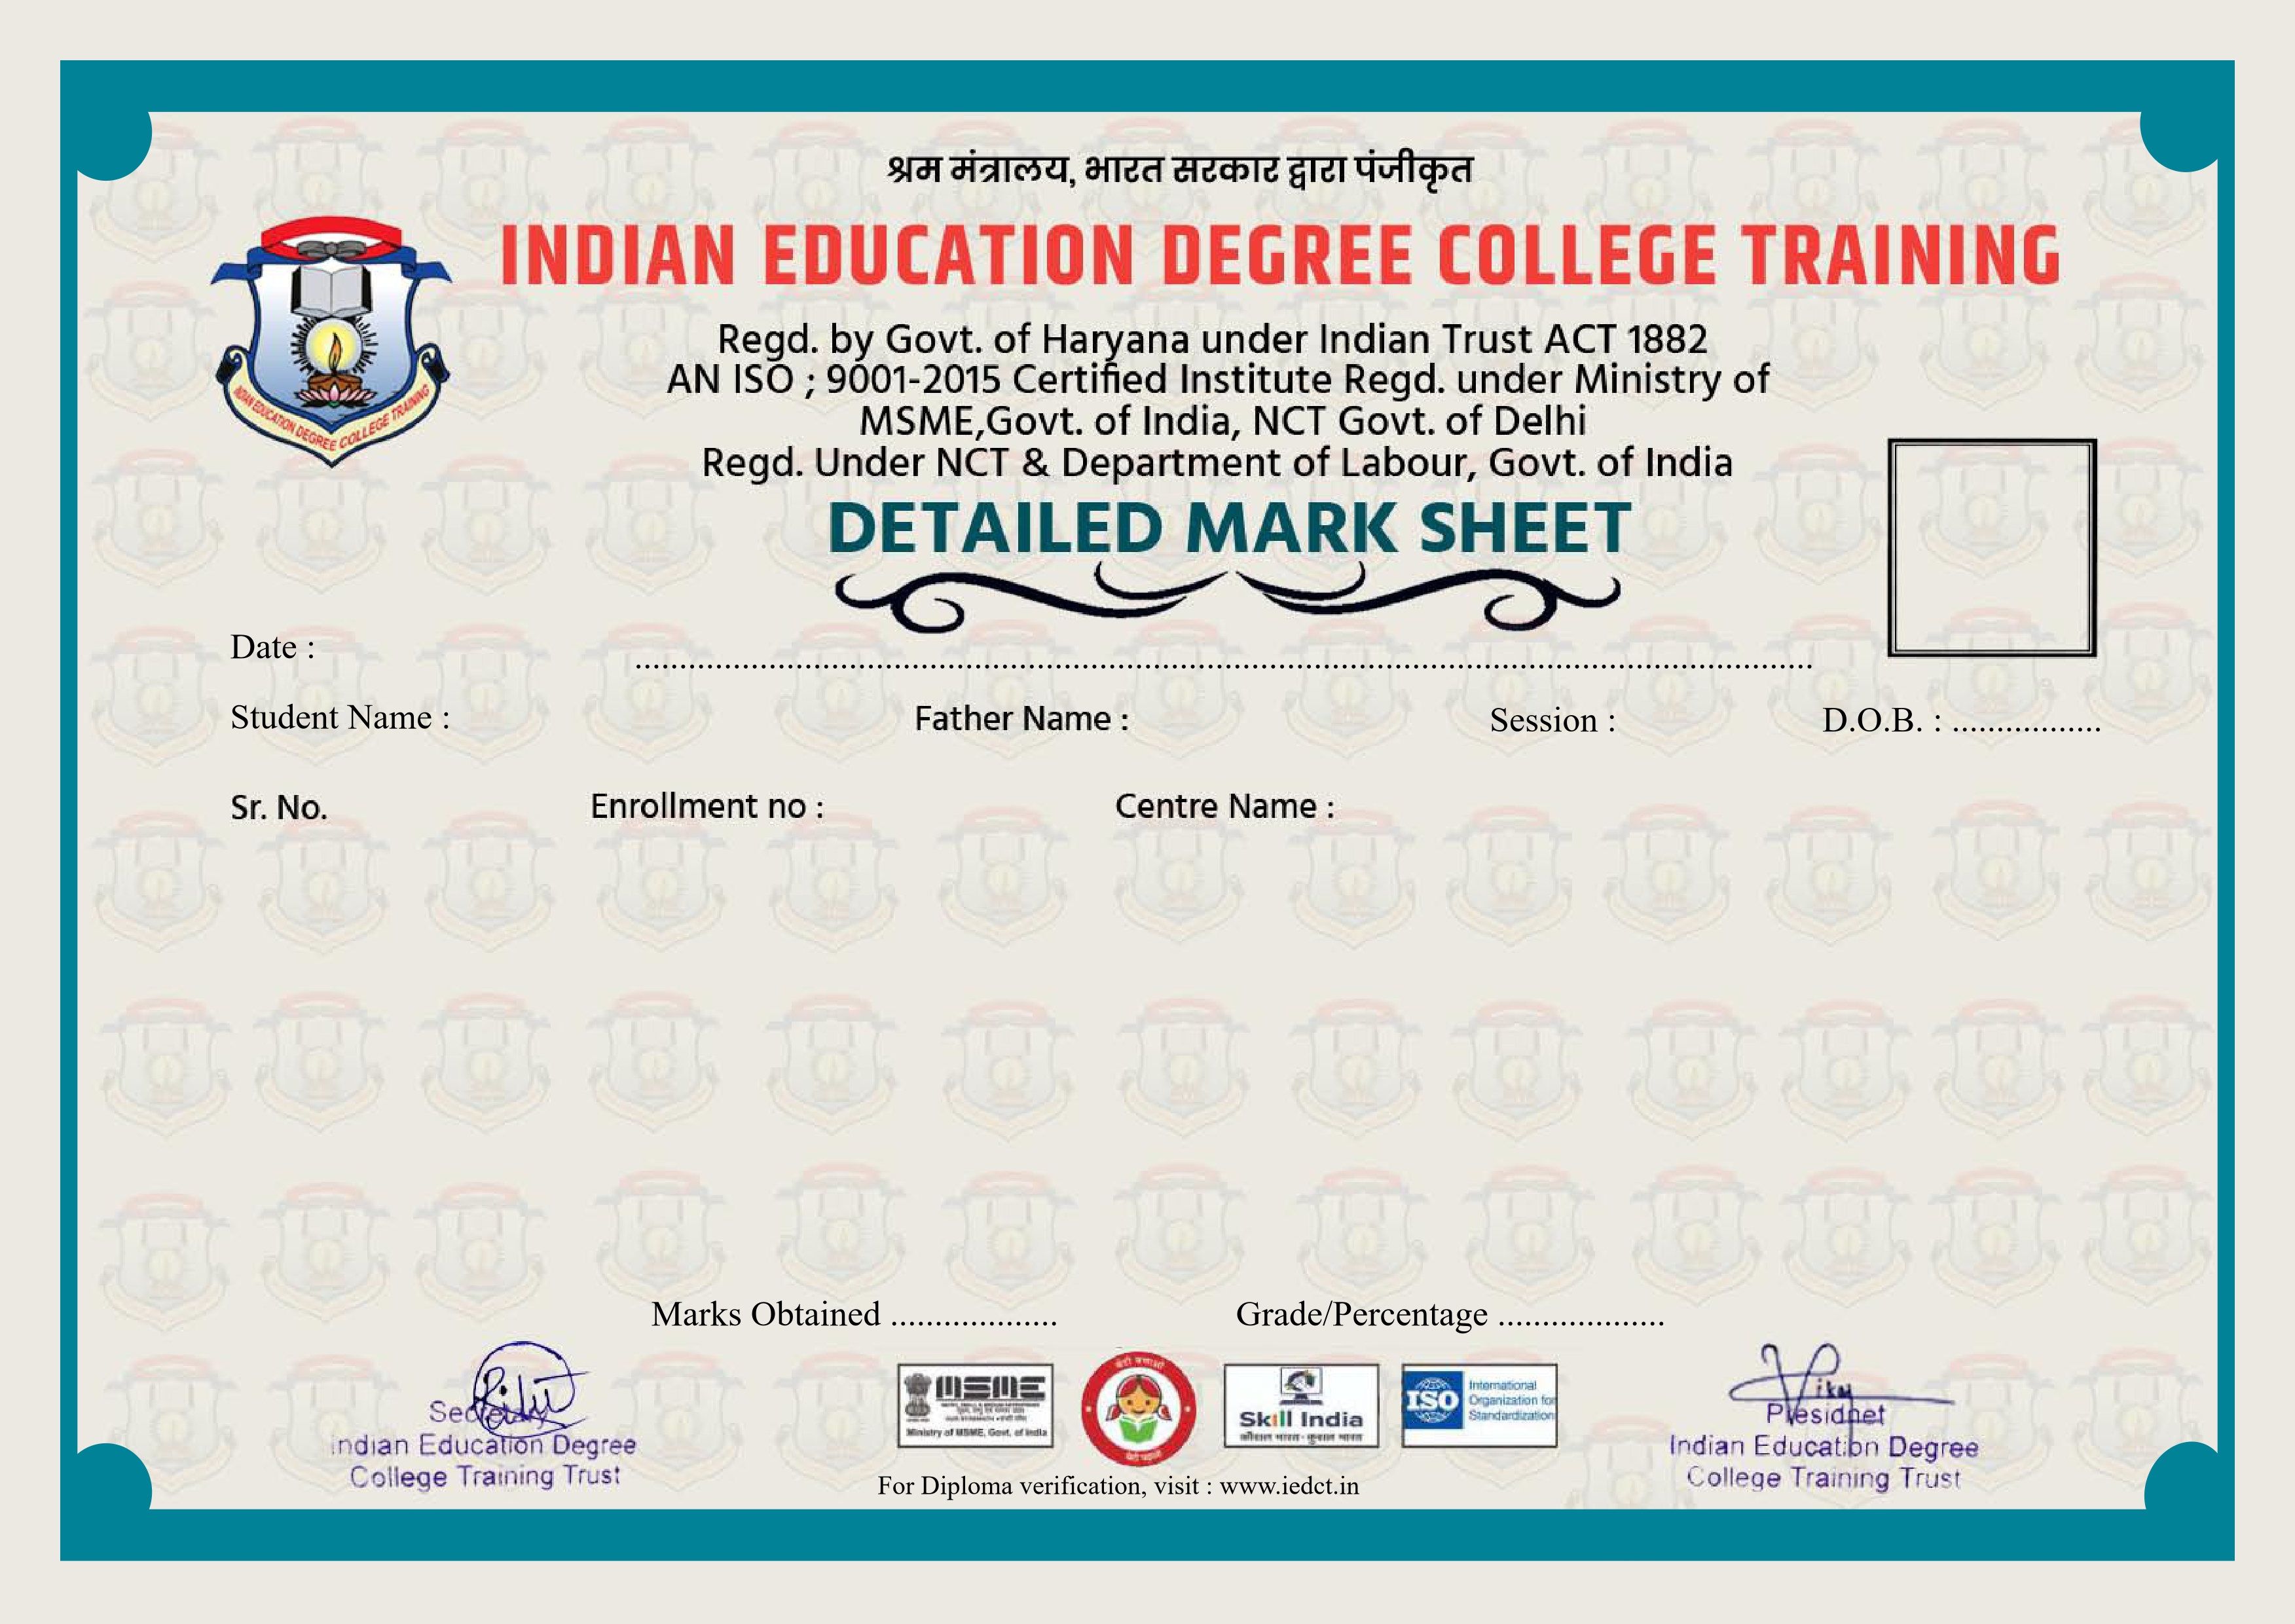 श्रम मंत्रालय, भारत सरकार द्वारा पंजीकृत
INDIAN EDUCATION DEGREE COLLEGE TRAINING
INDIAN EDUCATION DEGREE COLLEGE TRAINING
Regd. by Govt. of Haryana under Indian Trust ACT 1882
AN ISO ; 9001-2015 Certified Institute Regd. under Ministry of
MSME,Govt. of India, NCT Govt. of Delhi
Regd. Under NCT & Department of Labour, Govt. of India
DETAILED MARK SHEET
Date : ....................................................................................................................................
Student Name : Father Name : Session : D.O.B. : .................
Sr. No. Enrollment no : Centre Name :
Marks Obtained ................... Grade/Percentage ...................
Secretary
Indian Education Degree
College Training Trust
MSME
Ministry of MSME, Govt. of India
बेटी बचाओ
बेटी पढ़ाओ
Skill India
कौशल भारत - कुशल भारत
ISO
International
Organization for
Standardization
Vikas
Presidnet
Indian Education Degree
College Training Trust
For Diploma verification, visit : www.iedct.in